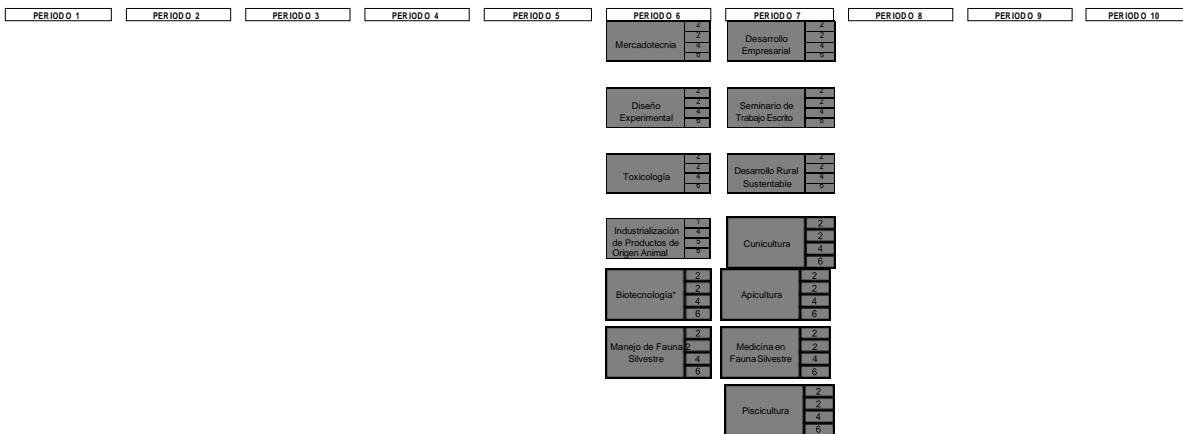 PERIODO 1 PERIODO 2 PERIODO 3 PERIODO 4 PERIODO 5 PERIODO 6 PERIODO 7 PERIODO 8 PERIODO 9 PERIODO 10
Mercadotecnia
2
2
4
6
Desarrollo
Empresarial
2
2
4
6
Diseño
Experimental
2
2
4
6
Seminario de
Trabajo Escrito
2
2
4
6
Toxicología
2
2
4
6
Desarrollo Rural
Sustentable
2
2
4
6
Industrialización
de Productos de
Origen Animal
1
4
5
6
Cunicultura
2
2
4
6
Biotecnología*
2
2
4
6
Apicultura
2
2
4
6
Manejo de Fauna
Silvestre
2
2
4
6
Medicina en
Fauna Silvestre
2
2
4
6
Piscicultura
2
2
4
6